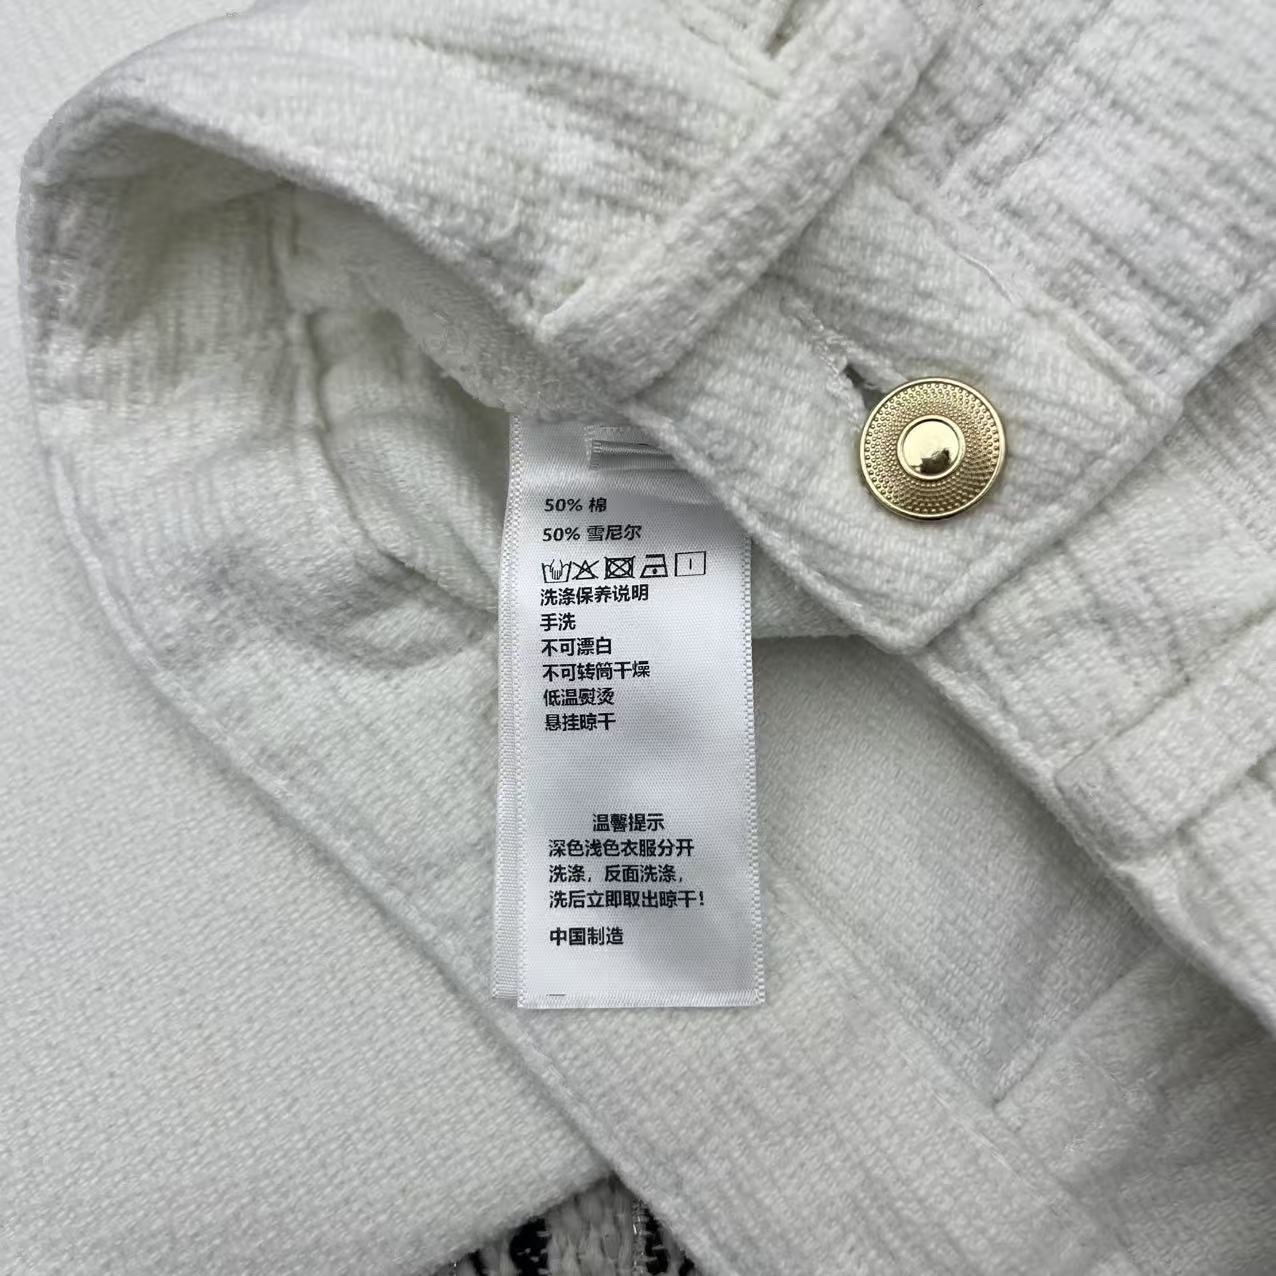 50% 棉
50% 雪尼尔
洗涤保养说明
手洗
不可漂白
不可转筒干燥
低温熨烫
悬挂晾干
温馨提示
深色浅色衣服分开
洗涤，反面洗涤，
洗后立即取出晾干！
中国制造